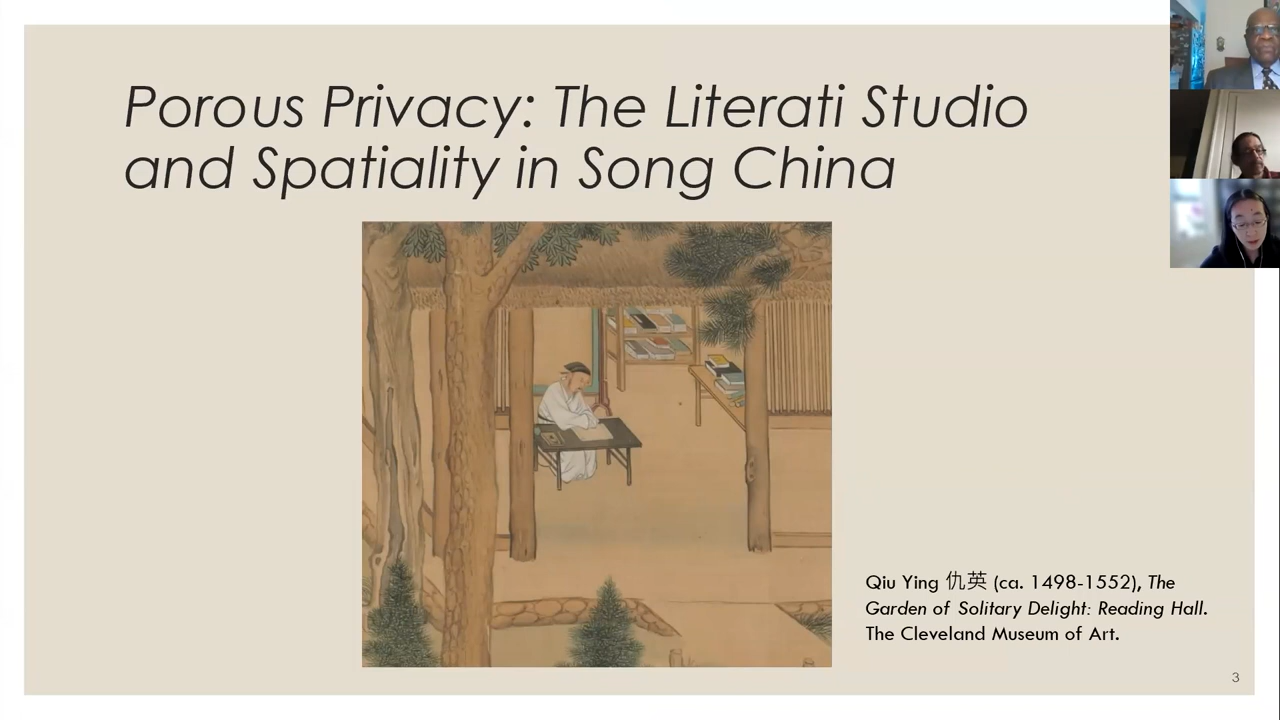 Porous Privacy: The Literati Studio
and Spatiality in Song China
Qiu Ying 仇英 (ca. 1498-1552), The
Garden of Solitary Delight: Reading Hall.
The Cleveland Museum of Art.
3